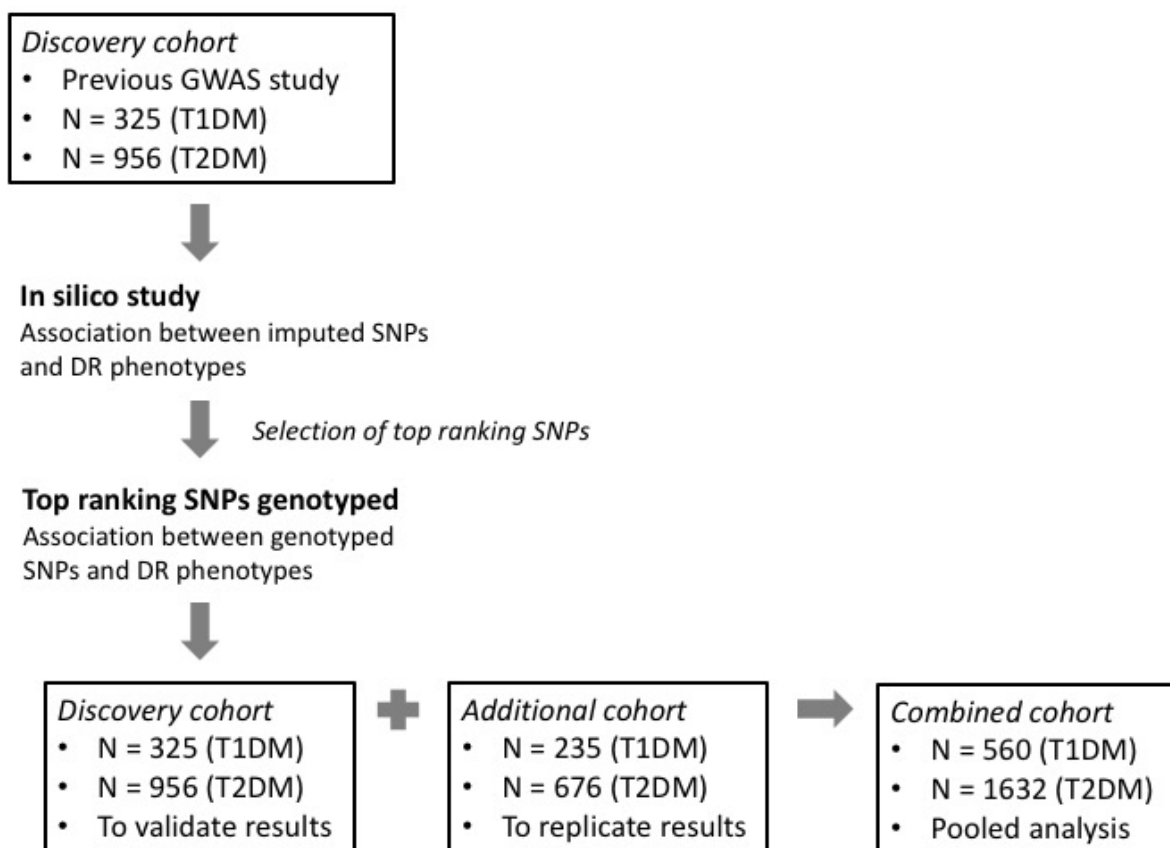 Discovery cohort
• Previous GWAS study
• N = 325 (T1DM)
• N = 956 (T2DM)
In silico study
Association between imputed SNPs
and DR phenotypes
Selection of top ranking SNPs
Top ranking SNPs genotyped
Association between genotyped
SNPs and DR phenotypes
Discovery cohort
• N = 325 (T1DM)
• N = 956 (T2DM)
• To validate results
Additional cohort
• N = 235 (T1DM)
• N = 676 (T2DM)
• To replicate results
Combined cohort
• N = 560 (T1DM)
• N = 1632 (T2DM)
• Pooled analysis